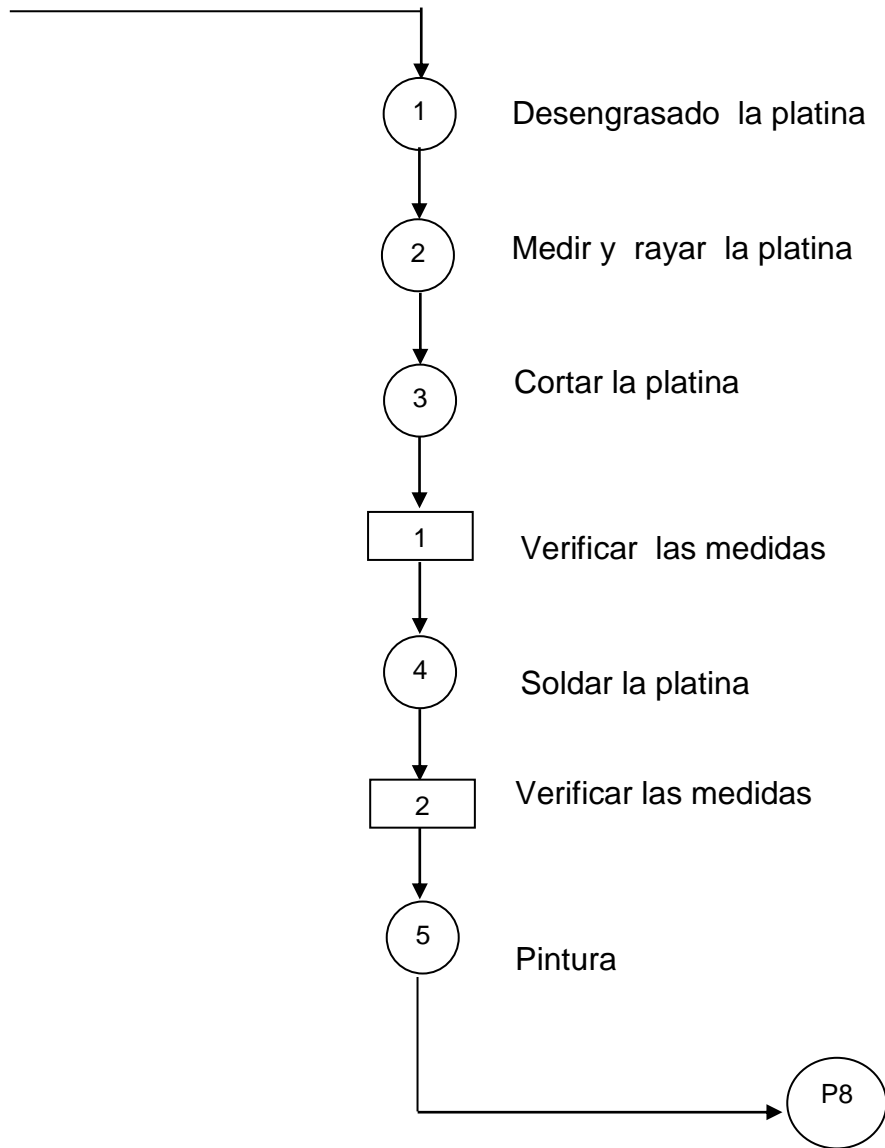 1 Desengrasado la platina
2 Medir y rayar la platina
3 Cortar la platina
1 Verificar las medidas
4 Soldar la platina
2 Verificar las medidas
5 Pintura
P8